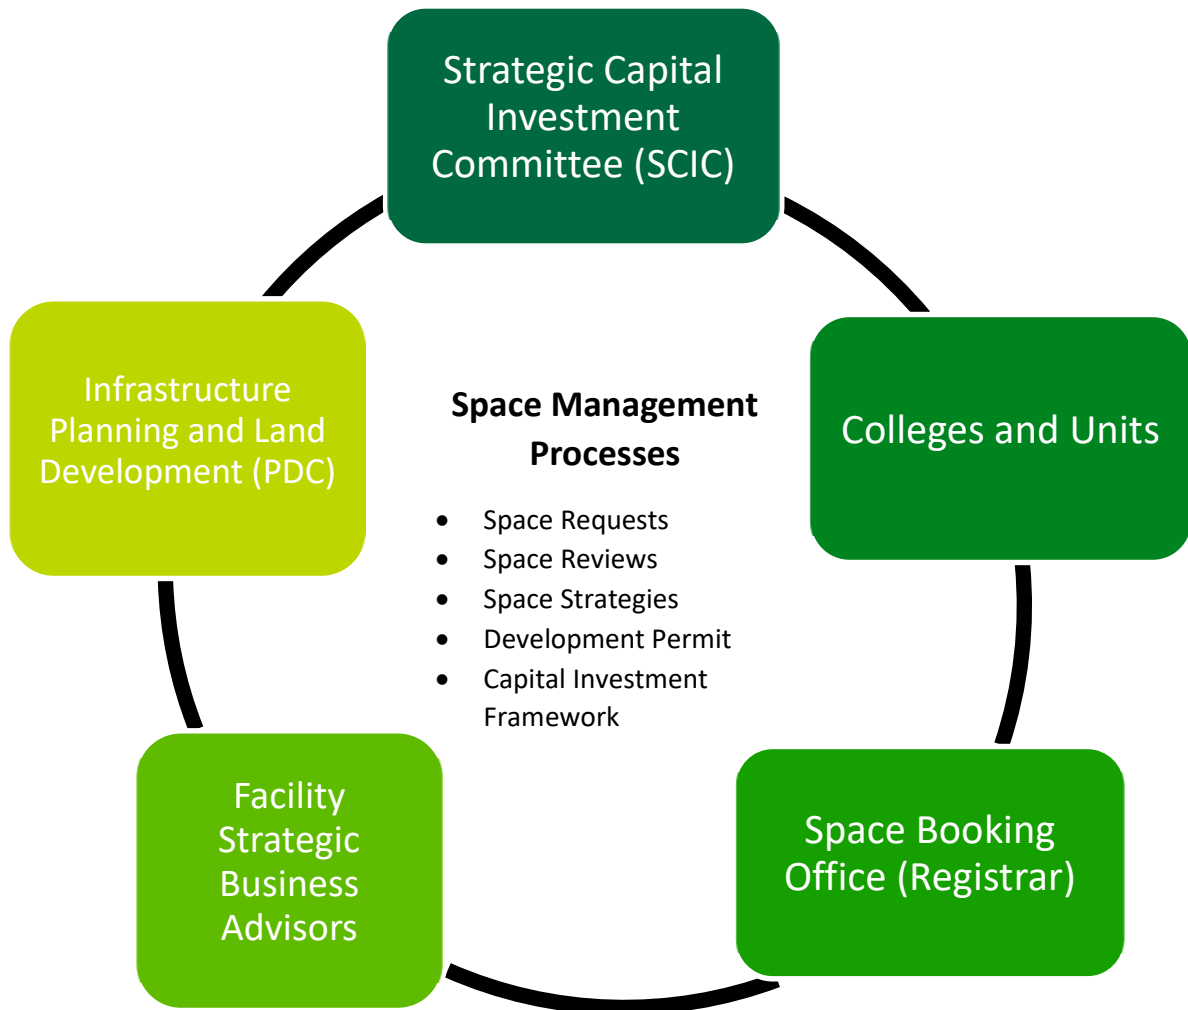 Strategic Capital
Investment
Committee (SCIC)
Infrastructure
Planning and Land
Development (PDC)
Space Management
Processes
• Space Requests
• Space Reviews
• Space Strategies
• Development Permit
• Capital Investment
Framework
Colleges and Units
Facility
Strategic
Business
Advisors
Space Booking
Office (Registrar)